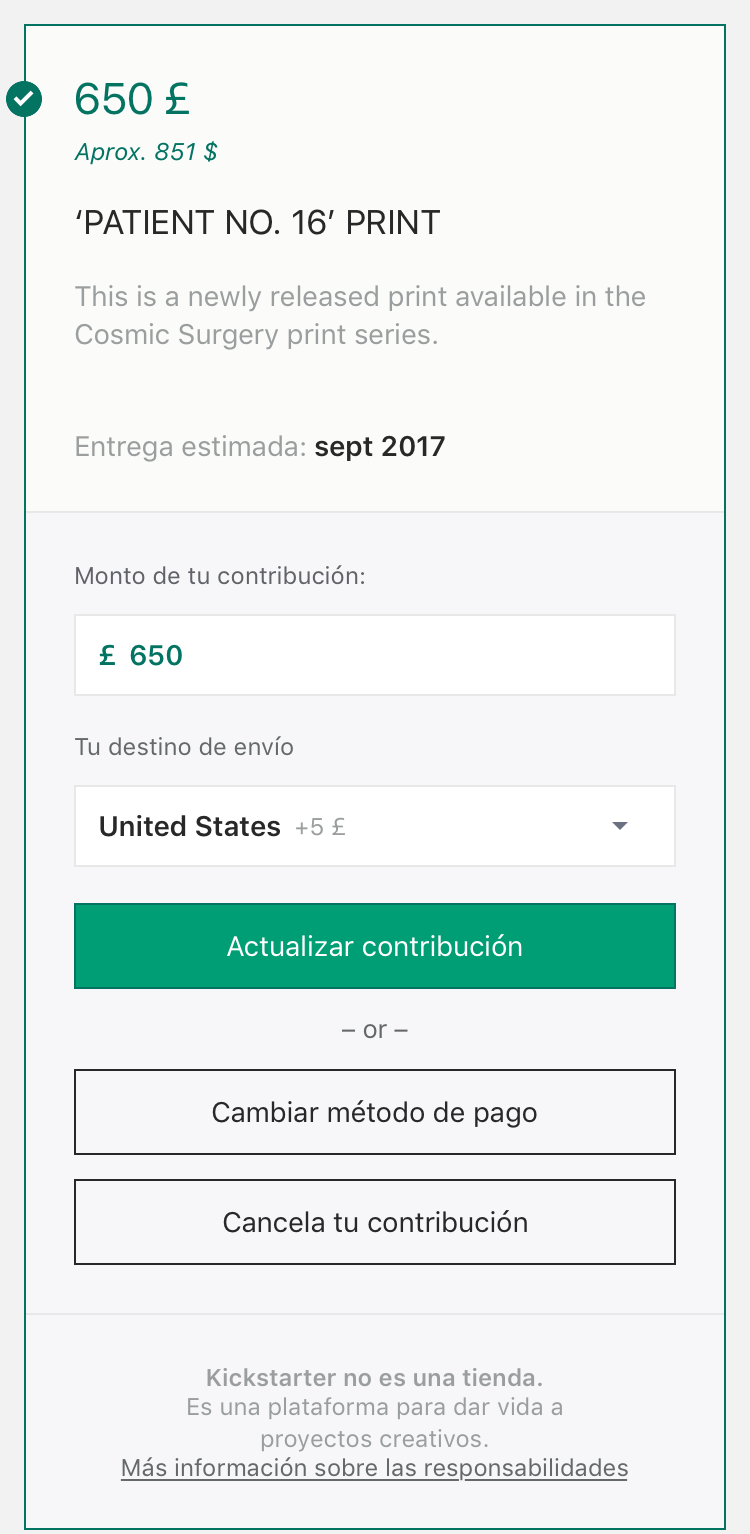 650 £
Aprox. 851 $
‘PATIENT NO. 16’ PRINT
This is a newly released print available in the
Cosmic Surgery print series.
Entrega estimada: sept 2017
Monto de tu contribución:
£ 650
Tu destino de envío
United States +5 £
Actualizar contribución
– or –
Cambiar método de pago
Cancela tu contribución
Kickstarter no es una tienda.
Es una plataforma para dar vida a
proyectos creativos.
Más información sobre las responsabilidades